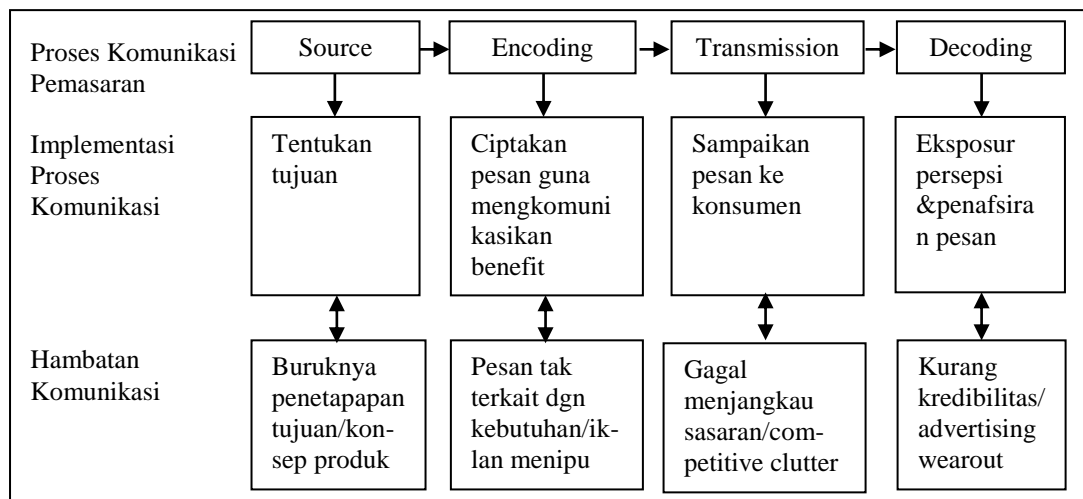 Proses Komunikasi
Pemasaran
Source
Encoding
Transmission
Decoding
Implementasi
Proses
Komunikasi
Tentukan
tujuan
Ciptakan
pesan guna
mengkomuni
kasikan
benefit
Sampaikan
pesan ke
konsumen
Eksposur
persepsi
&penafsira
n pesan
Hambatan
Komunikasi
Buruknya
penetapapan
tujuan/kon-
sep produk
Pesan tak
terkait dgn
kebutuhan/ik-
lan menipu
Gagal
menjangkau
sasaran/com-
petitive clutter
Kurang
kredibilitas/
advertising
wearout